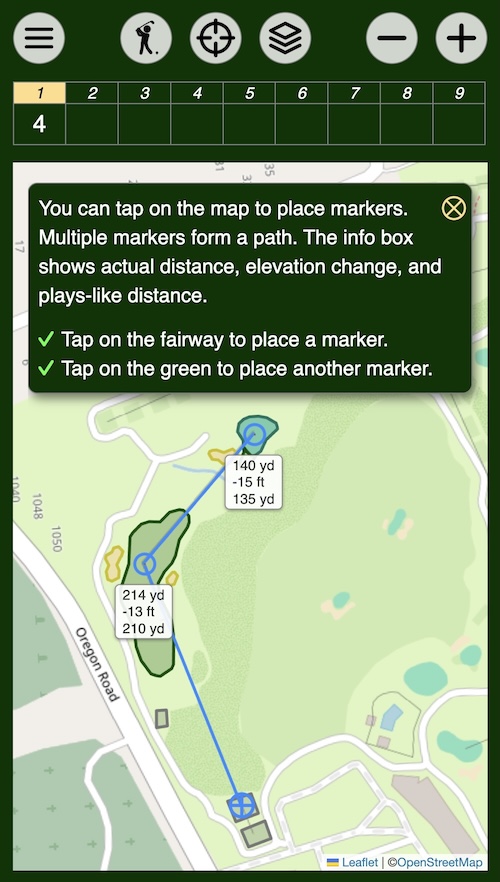 1 2 3 4 5 6 7 8 9
4
You can tap on the map to place markers.
Multiple markers form a path. The info box
shows actual distance, elevation change, and
plays-like distance.
Tap on the fairway to place a marker.
Tap on the green to place another marker.
31
35
17
140 yd
-15 ft
135 yd
1040
1048
1050
214 yd
-13 ft
210 yd
Oregon Road
Leaflet | ©OpenStreetMap